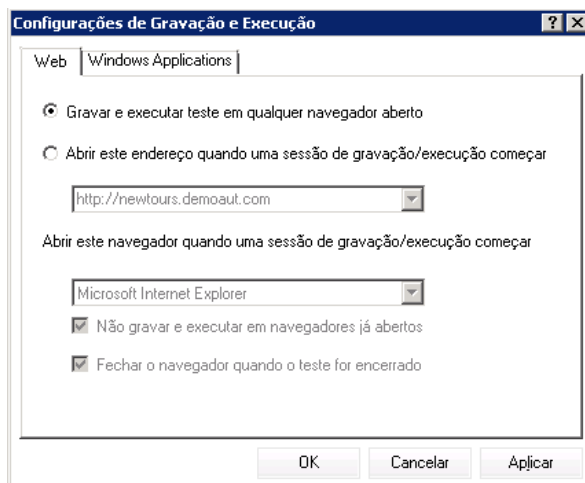 Configurações de Gravação e Execução
Web Windows Applications
Gravar e executar teste em qualquer navegador aberto
Abrir este endereço quando uma sessão de gravação/execução começar
http://newtours.demoaut.com
Abrir este navegador quando uma sessão de gravação/execução começar
Microsoft Internet Explorer
Não gravar e executar em navegadores já abertos
Fechar o navegador quando o teste for encerrado
OK Cancelar Aplicar